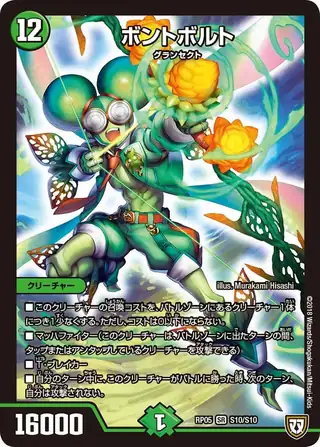 12
ボントボルト
グランセクト
クリーチャー
illus. Murakami Hisashi
■このクリーチャーの召喚コストを、バトルゾーンにあるクリーチャー1体
につき1少なくする。ただし、コストは0以下にならない。
■マッハファイター(このクリーチャーは、バトルゾーンに出たターンの間、
タップまたはアンタップしているクリーチャーを攻撃できる)
■T・ブレイカー
■自分のターン中に、このクリーチャーがバトルに勝った時、次のターン、
自分は攻撃されない。
16000
1
RP05 SR S10/S10
©2018 Wizards/Shogakukan/Mitsui-Kids